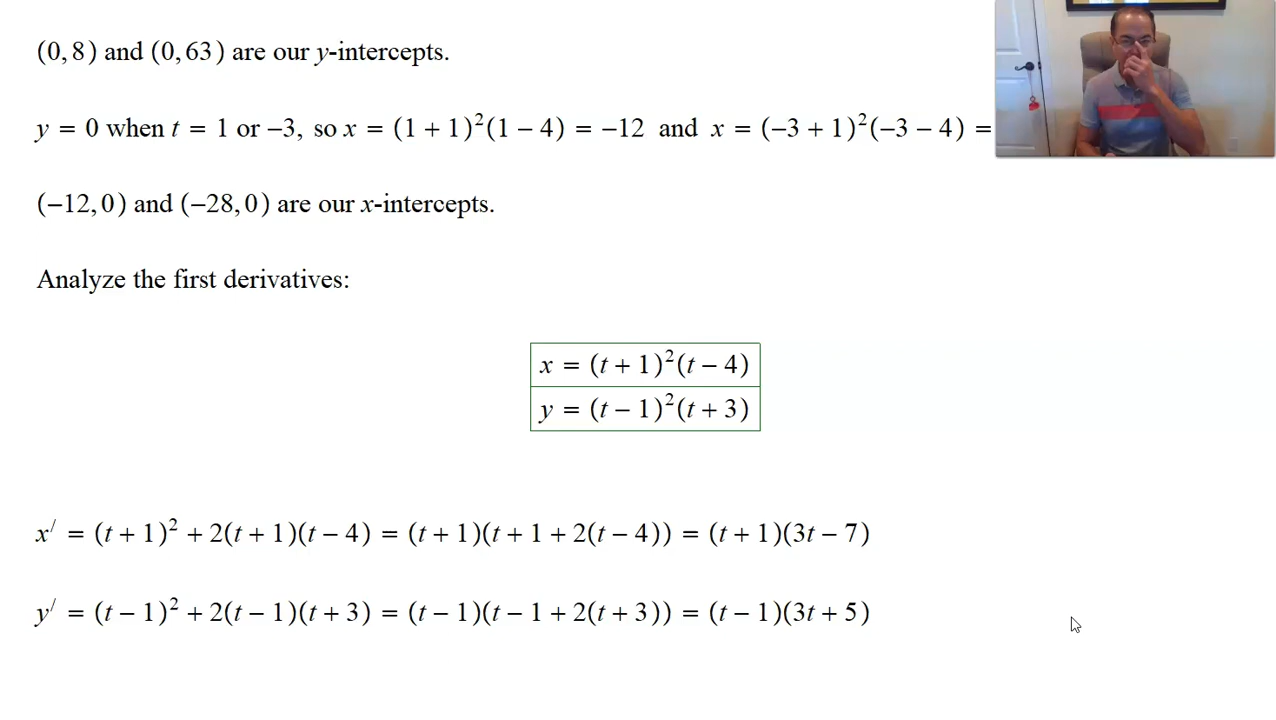 (0, 8) and (0, 63) are our y-intercepts.
y = 0 when t = 1 or −3, so x = (1 + 1)²(1 − 4) = −12 and x = (−3 + 1)²(−3 − 4) =
(−12, 0) and (−28, 0) are our x-intercepts.
Analyze the first derivatives:
x = (t + 1)²(t − 4)
y = (t − 1)²(t + 3)
x′ = (t + 1)² + 2(t + 1)(t − 4) = (t + 1)(t + 1 + 2(t − 4)) = (t + 1)(3t − 7)
y′ = (t − 1)² + 2(t − 1)(t + 3) = (t − 1)(t − 1 + 2(t + 3)) = (t − 1)(3t + 5)